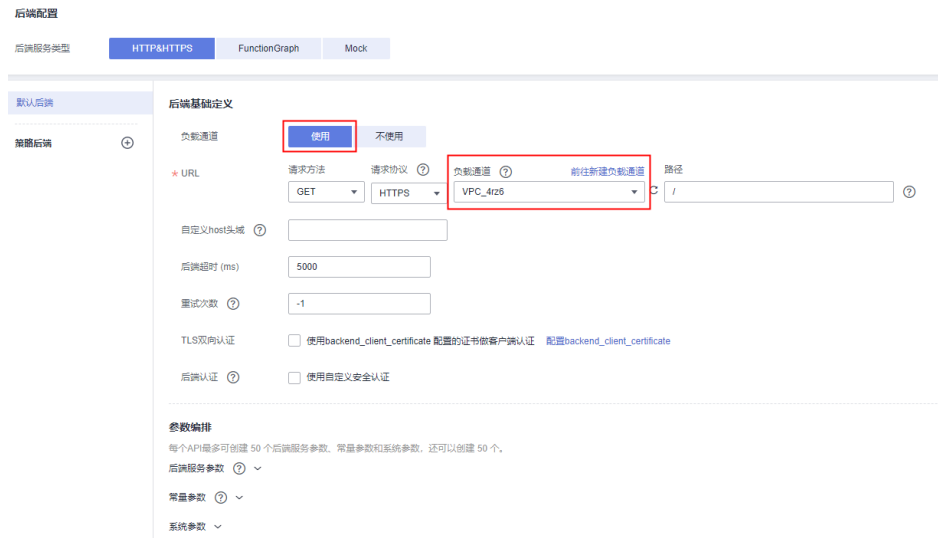 后端配置
后端服务类型 HTTP&HTTPS FunctionGraph Mock
默认后端
策略后端
后端基础定义
负载通道 使用 不使用
* URL 请求方法 请求协议 ? 负载通道 ? 前往新建负载通道 路径
GET HTTPS VPC_4rz6 / ?
自定义host头域 ?
后端超时 (ms) 5000
重试次数 ? -1
TLS双向认证 使用backend_client_certificate 配置的证书做客户端认证 配置backend_client_certificate
后端认证 ? 使用自定义安全认证
参数编排
每个API最多可创建 50 个后端服务参数，常量参数和系统参数，还可以创建 50 个。
后端服务参数 ?
常量参数 ?
系统参数